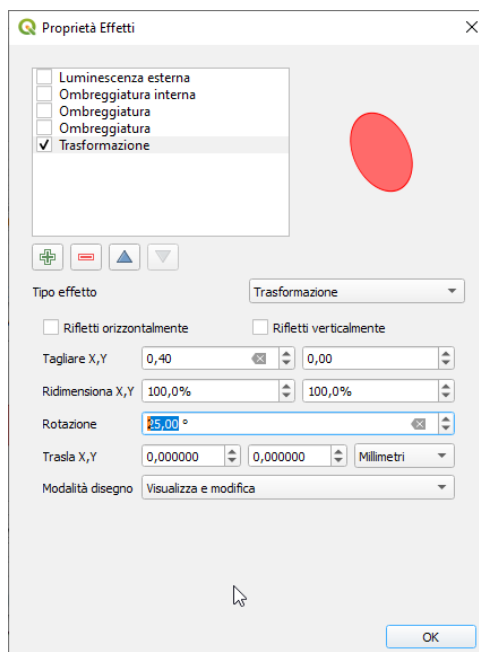 Proprietà Effetti
Luminescenza esterna
Ombreggiatura interna
Ombreggiatura
Ombreggiatura
Trasformazione
Tipo effetto Trasformazione
Rifletti orizzontalmente Rifletti verticalmente
Tagliare X,Y 0,40 0,00
Ridimensiona X,Y 100,0% 100,0%
Rotazione 25,00 °
Trasla X,Y 0,000000 0,000000 Millimetri
Modalità disegno Visualizza e modifica
OK